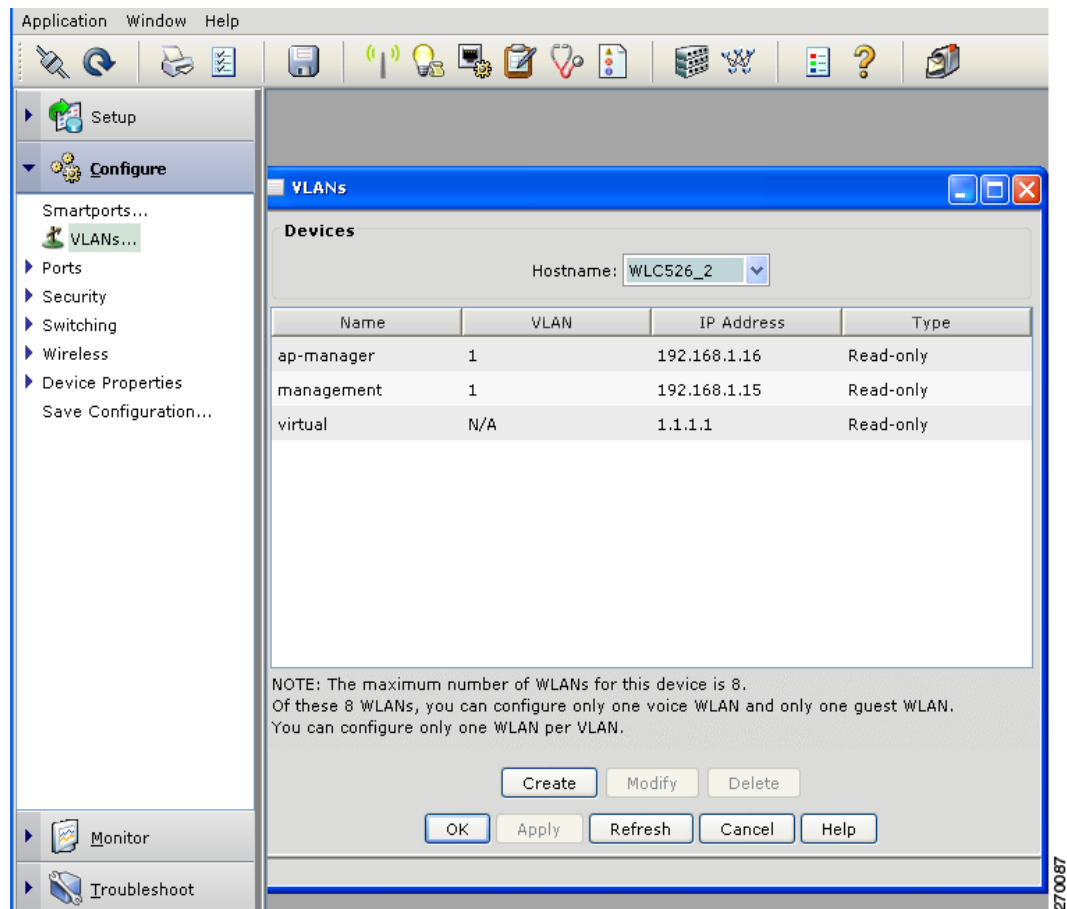 Application Window Help
Setup
Configure
Smartports...
VLANs...
Ports
Security
Switching
Wireless
Device Properties
Save Configuration...
Monitor
Troubleshoot
VLANs
Devices
Hostname: WLC526_2
Name VLAN IP Address Type
ap-manager 1 192.168.1.16 Read-only
management 1 192.168.1.15 Read-only
virtual N/A 1.1.1.1 Read-only
NOTE: The maximum number of WLANs for this device is 8.
Of these 8 WLANs, you can configure only one voice WLAN and only one guest WLAN.
You can configure only one WLAN per VLAN.
Create Modify Delete
OK Apply Refresh Cancel Help
270087